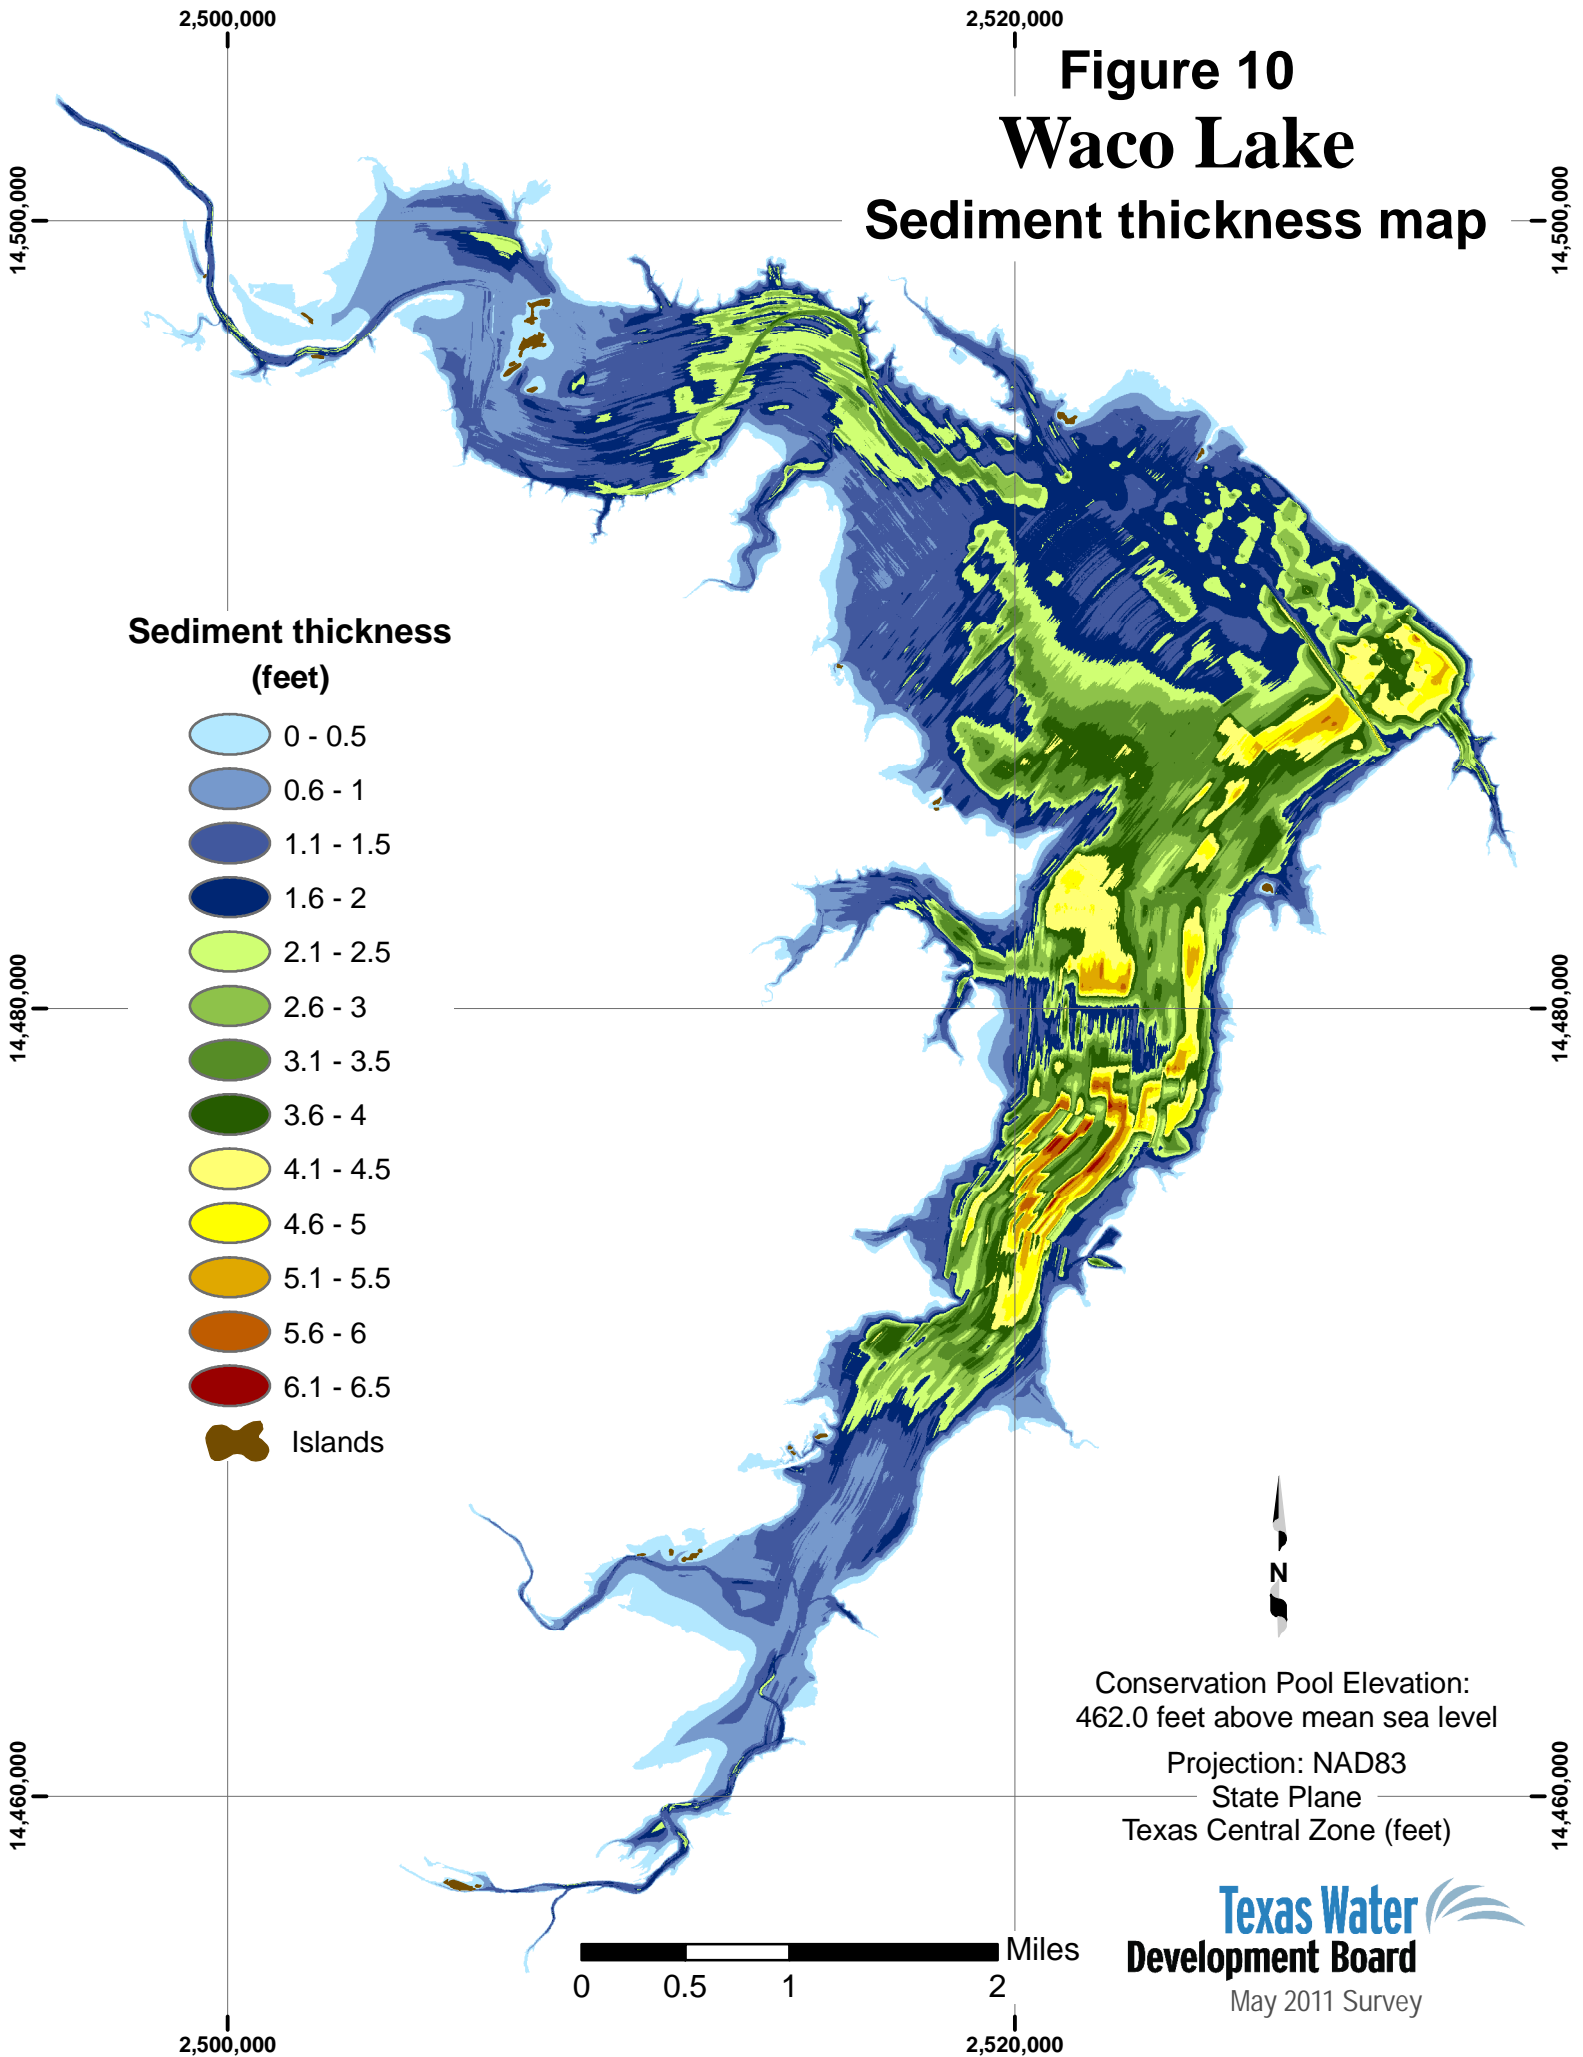 2,500,000
2,520,000
Figure 10
Waco Lake
Sediment thickness map
14,500,000
14,500,000
Sediment thickness
(feet)
0 - 0.5
0.6 - 1
1.1 - 1.5
1.6 - 2
2.1 - 2.5
2.6 - 3
3.1 - 3.5
3.6 - 4
4.1 - 4.5
4.6 - 5
5.1 - 5.5
5.6 - 6
6.1 - 6.5
Islands
14,480,000
14,480,000
N
Conservation Pool Elevation:
462.0 feet above mean sea level
Projection: NAD83
State Plane
Texas Central Zone (feet)
14,460,000
14,460,000
Texas Water
Development Board
May 2011 Survey
Miles
0
0.5
1
2
2,500,000
2,520,000